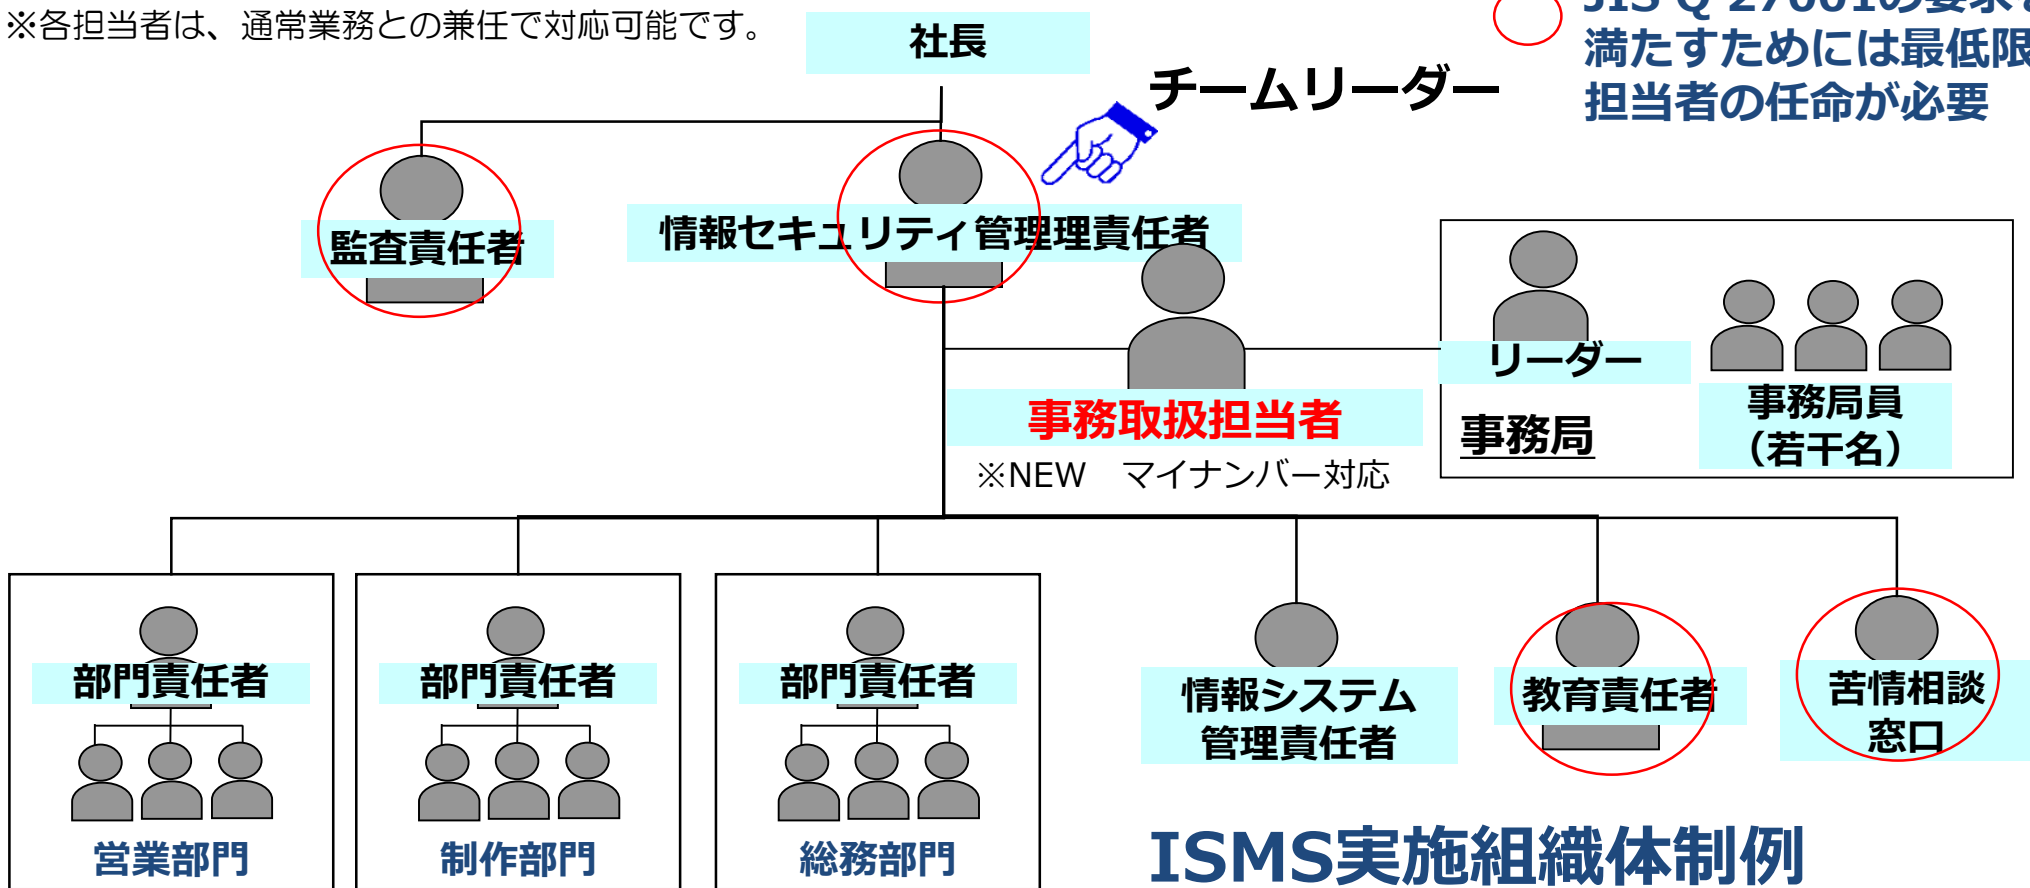 ※各担当者は、通常業務との兼任で対応可能です。
社長
チームリーダー
満たすためには最低限
担当者の任命が必要
監査責任者
情報セキュリティ管理理責任者
リーダー
事務局員
（若干名）
事務局
事務取扱担当者
※NEW　マイナンバー対応
部門責任者
部門責任者
部門責任者
情報システム
管理責任者
教育責任者
苦情相談
窓口
営業部門
制作部門
総務部門
ISMS実施組織体制例